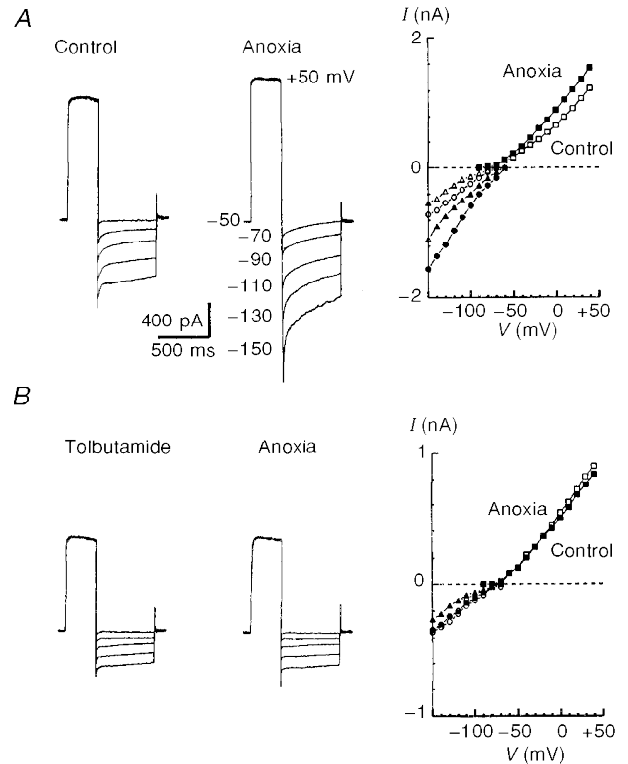 A
Control
Anoxia
+50 mV
−50
−70
−90
−110
−130
−150
400 pA
500 ms
I (nA)
2
Anoxia
Control
0
−2
−100 −50 0 +50
V (mV)
B
Tolbutamide
Anoxia
I (nA)
1
Anoxia
Control
0
−1
−100 −50 0 +50
V (mV)